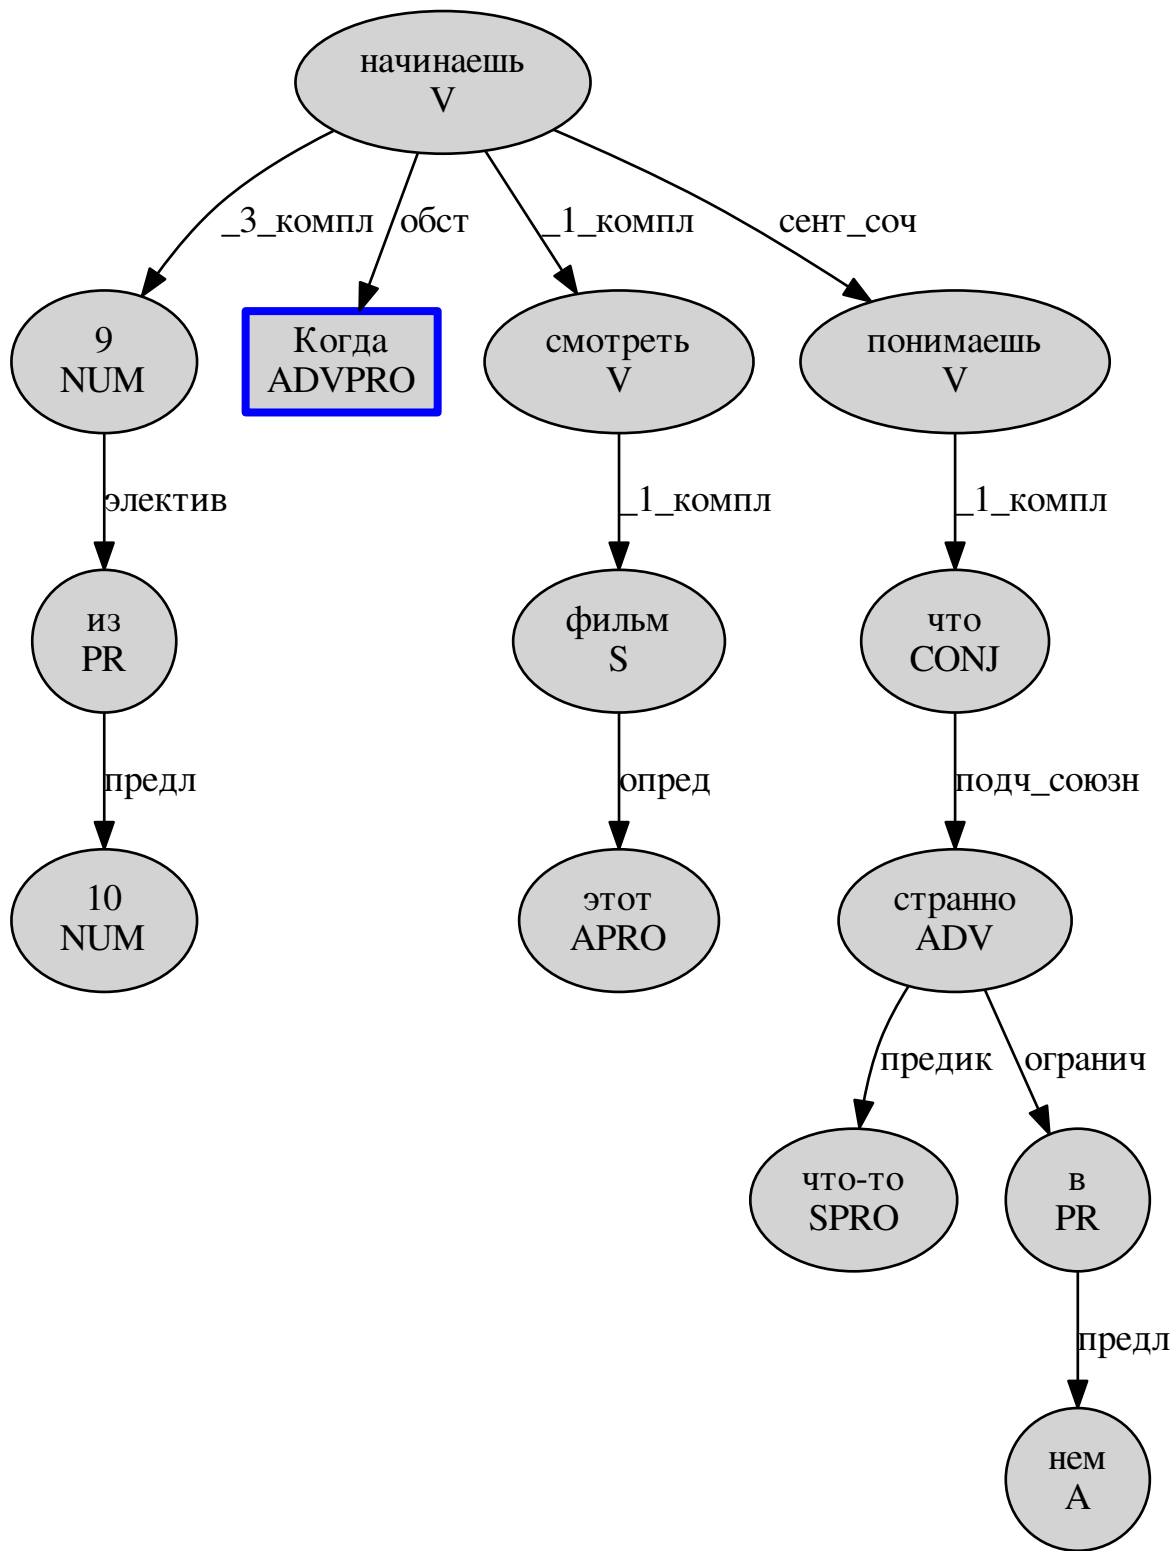 начинаешь
V
_3_компл
обст
_1_компл
сент_соч
9
NUM
Когда
ADVPRO
смотреть
V
понимаешь
V
электив
_1_компл
_1_компл
из
PR
фильм
S
что
CONJ
предл
опред
подч_союзн
10
NUM
этот
APRO
странно
ADV
предик
огранич
что-то
SPRO
в
PR
предл
нем
A